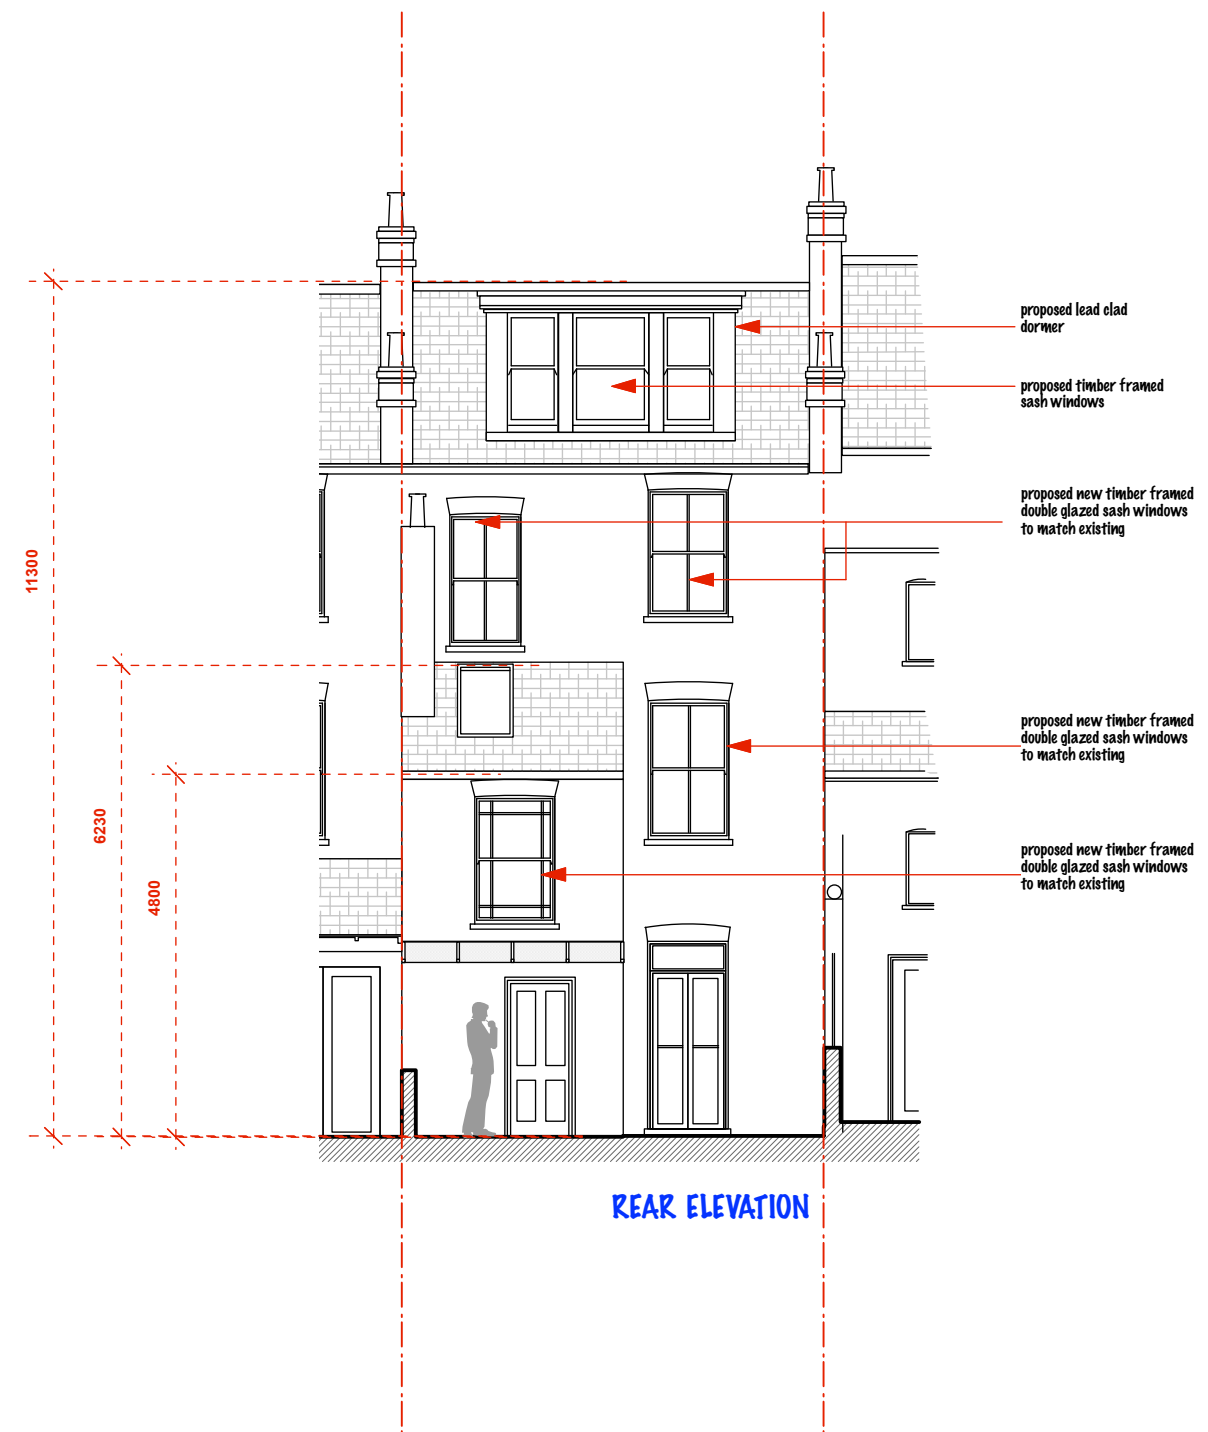 proposed lead clad
dormer
proposed timber framed
sash windows
proposed new timber framed
double glazed sash windows
to match existing
11300
proposed new timber framed
double glazed sash windows
to match existing
6230
4800
proposed new timber framed
double glazed sash windows
to match existing
REAR ELEVATION